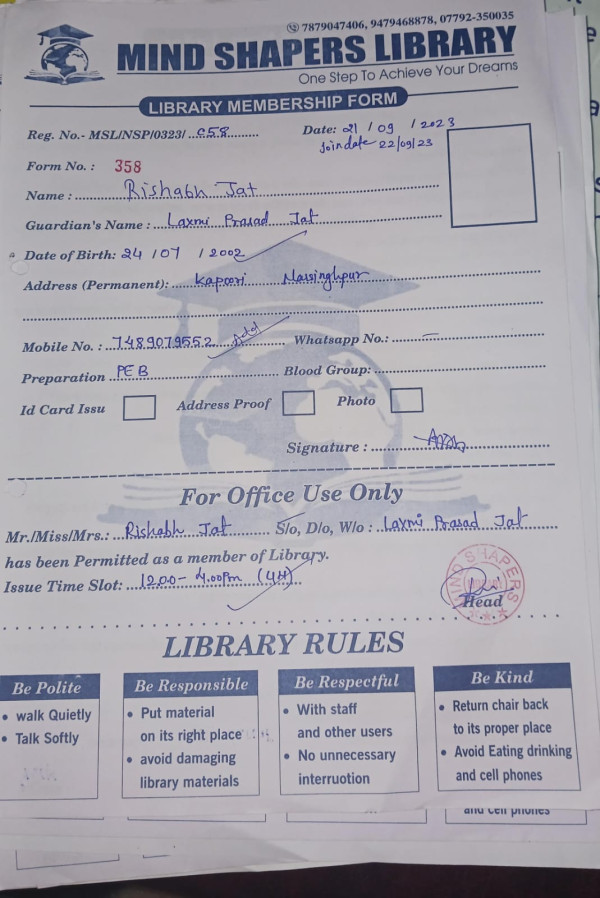 7879047406, 9479468878, 07792-350035
MIND SHAPERS LIBRARY
One Step To Achieve Your Dreams
LIBRARY MEMBERSHIP FORM
Reg. No.- MSL/NSP/0323/ 658 Date: 21 / 09 / 2023
Join date 22/09/23
Form No. : 358
Name : Rishabh Jat
Guardian's Name : Laxmi Prasad Jat
Date of Birth: 24 / 07 / 2002
Address (Permanent): Kapoori Narsinghpur
Mobile No. : 7489079552 Add Whatsapp No.: —
Preparation PEB Blood Group:
Id Card Issu Address Proof Photo
Signature :
For Office Use Only
Mr./Miss/Mrs.: Rishabh Jat S/o, D/o, W/o : Laxmi Prasad Jat
has been Permitted as a member of Library.
Issue Time Slot: 12.00 - 4.00Pm (4H)
MIND SHAPERS
Head
LIBRARY RULES
Be Polite
• walk Quietly
• Talk Softly
Be Responsible
• Put material
on its right place
• avoid damaging
library materials
Be Respectful
• With staff
and other users
• No unnecessary
interruotion
Be Kind
• Return chair back
to its proper place
• Avoid Eating drinking
and cell phones
and cell phones